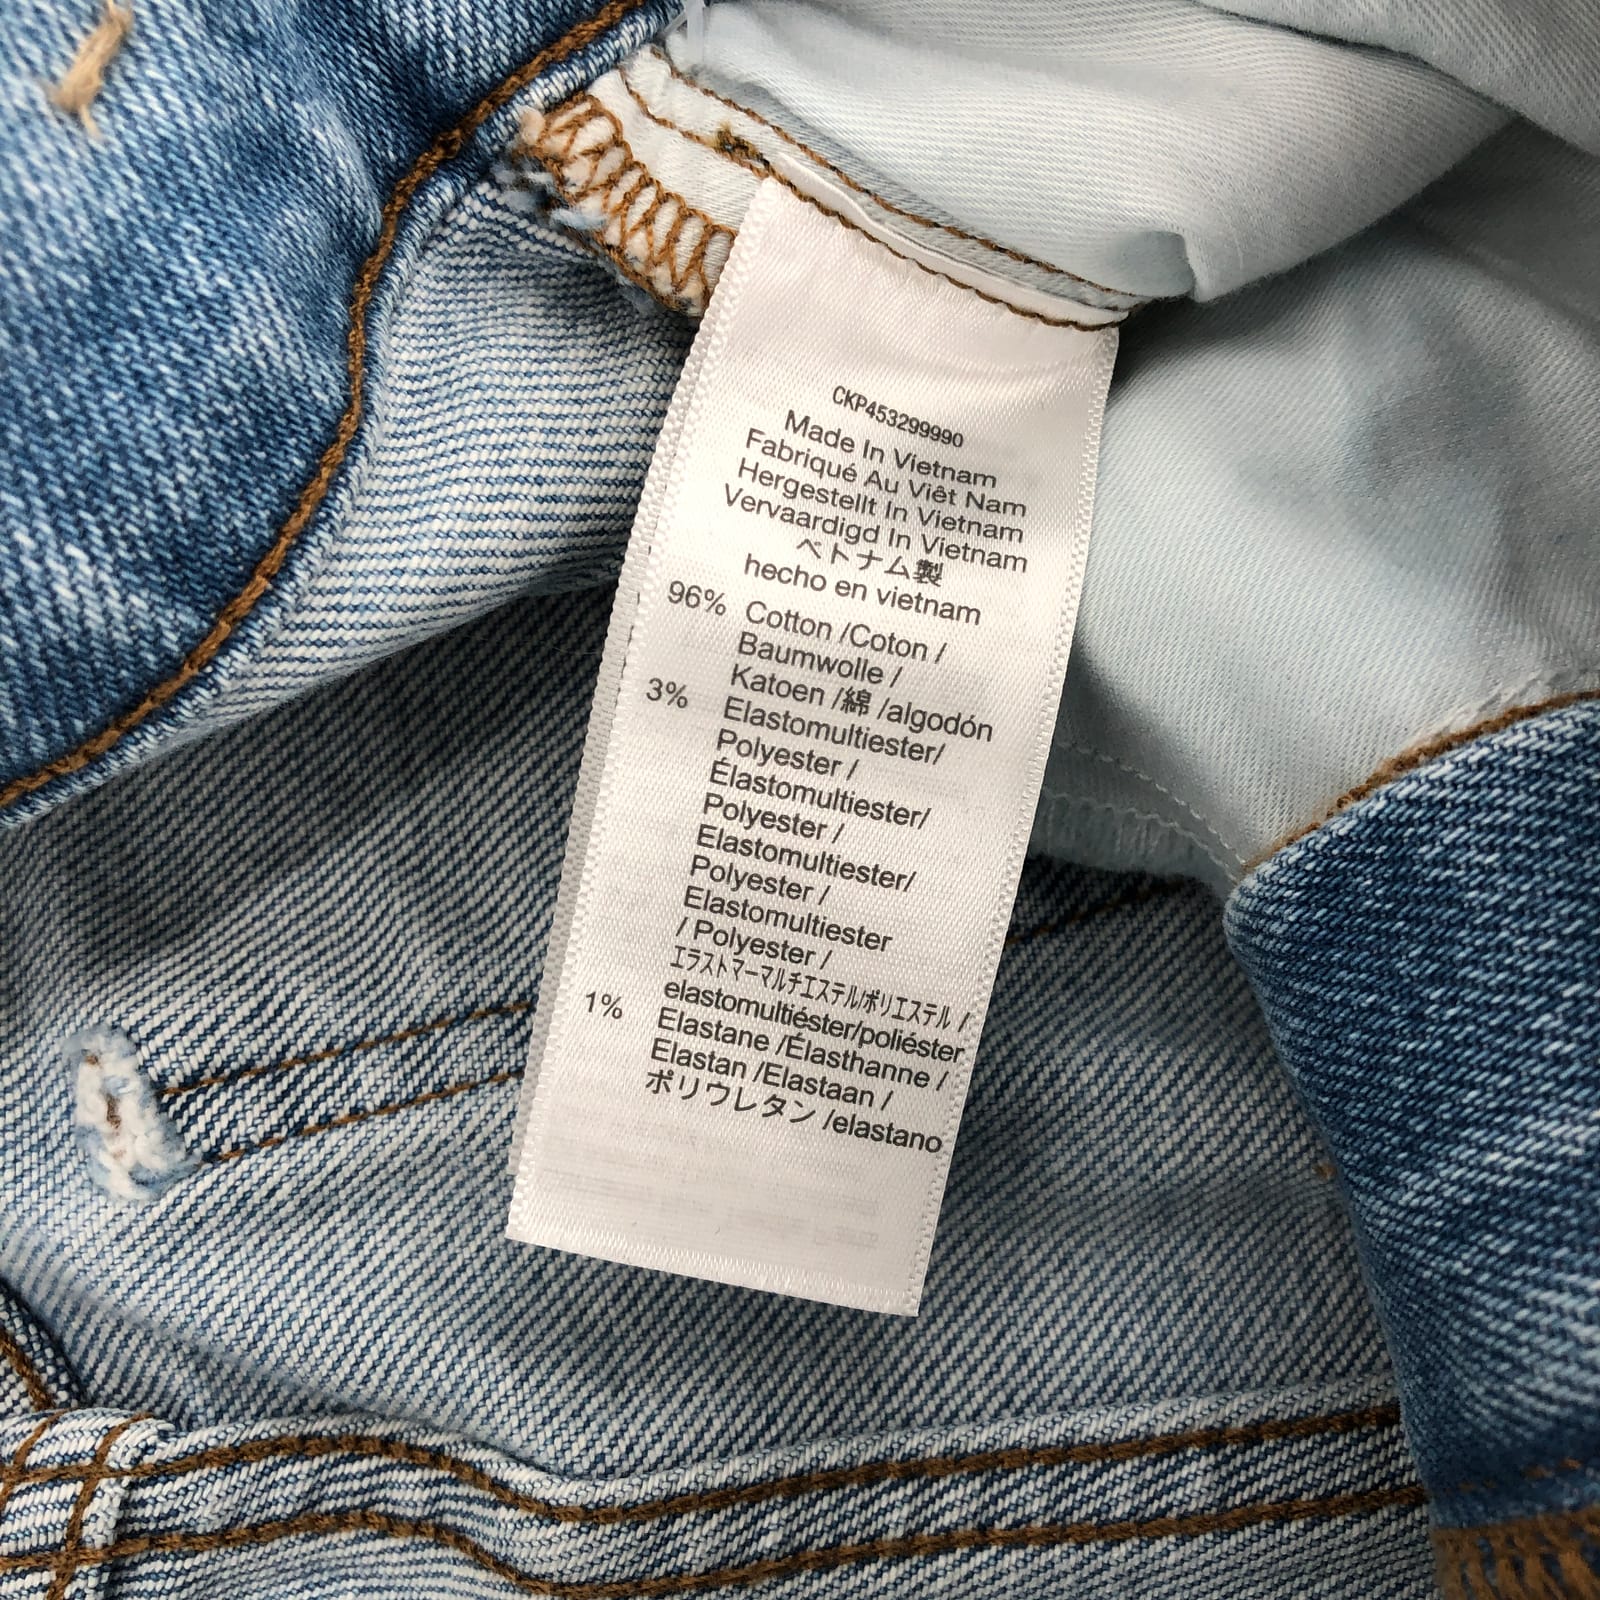 CKP453299990
Made In Vietnam
Fabriqué Au Viêt Nam
Hergestellt In Vietnam
Vervaardigd In Vietnam
ベトナム製
hecho en vietnam
96% Cotton /Coton /
Baumwolle /
Katoen /綿 /algodón
3% Elastomultiester/
Polyester /
Élastomultiester/
Polyester /
Elastomultiester/
Polyester /
Elastomultiester
/ Polyester /
エラストマーマルチエステル/ポリエステル /
elastomultiéster/poliéster
1% Elastane /Élasthanne /
Elastan /Elastaan /
ポリウレタン /elastano